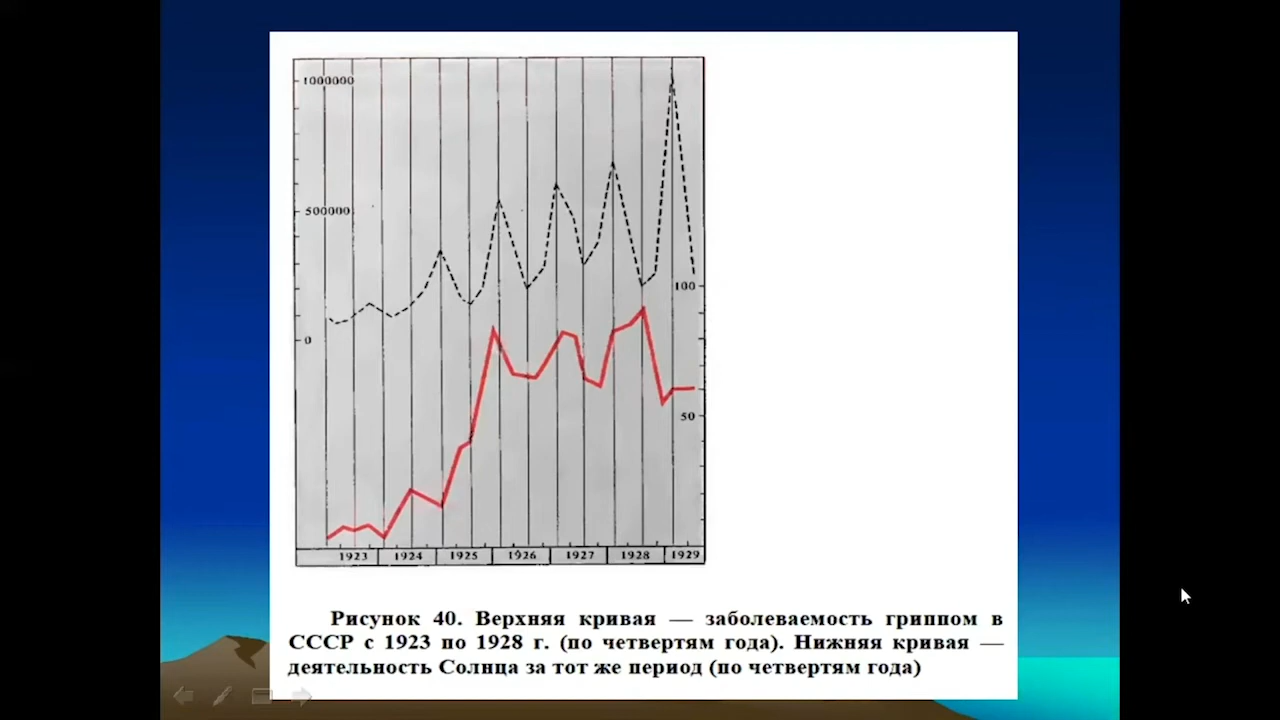 1000000
500000
0
100
50
1923 1924 1925 1926 1927 1928 1929
Рисунок 40. Верхняя кривая — заболеваемость гриппом в
СССР с 1923 по 1928 г. (по четвертям года). Нижняя кривая —
деятельность Солнца за тот же период (по четвертям года)